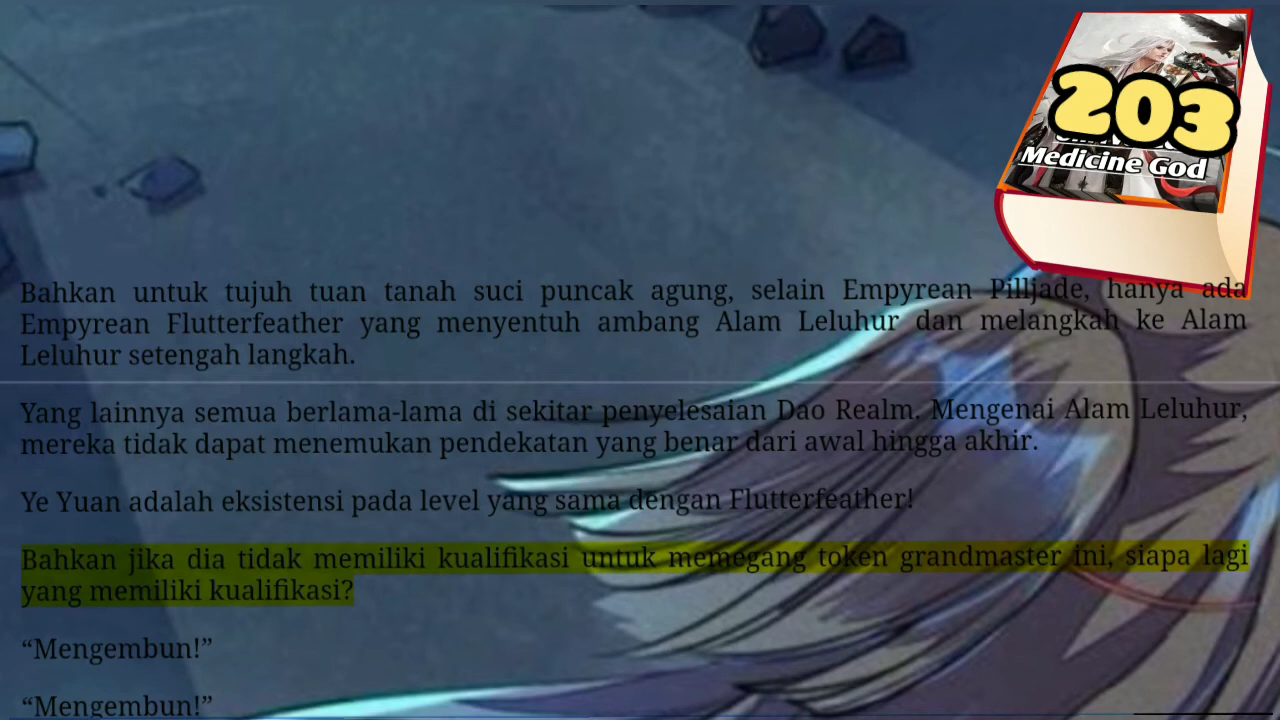 203
Medicine God
Bahkan untuk tujuh tuan tanah suci puncak agung, selain Empyrean Pilljade, hanya ada
Empyrean Flutterfeather yang menyentuh ambang Alam Leluhur dan melangkah ke Alam
Leluhur setengah langkah.
Yang lainnya semua berlama-lama di sekitar penyelesaian Dao Realm. Mengenai Alam Leluhur,
mereka tidak dapat menemukan pendekatan yang benar dari awal hingga akhir.
Ye Yuan adalah eksistensi pada level yang sama dengan Flutterfeather!
Bahkan jika dia tidak memiliki kualifikasi untuk memegang token grandmaster ini, siapa lagi
yang memiliki kualifikasi?
“Mengembun!”
“Mengembun!”